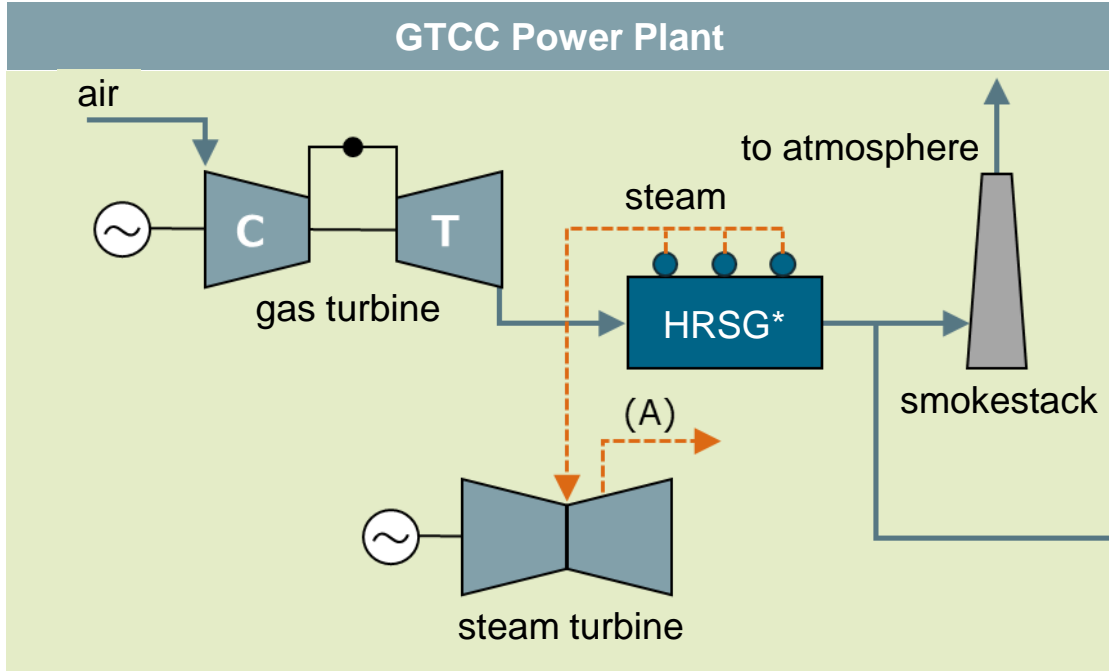 GTCC Power Plant
air
to atmosphere
steam
C
T
gas turbine
HRSG*
smokestack
(A)
steam turbine